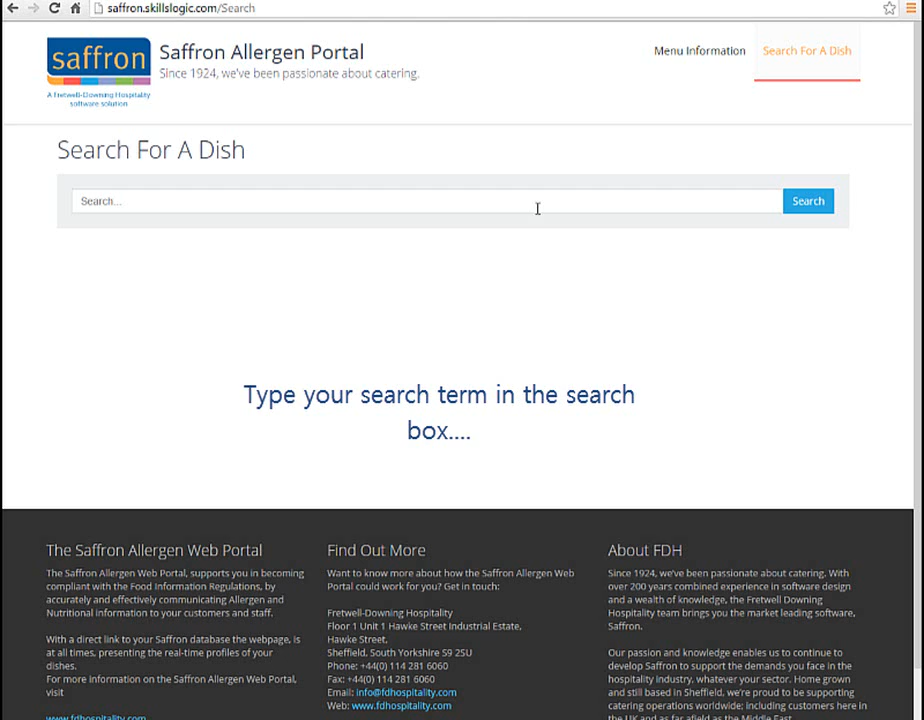 saffron.skillslogic.com/Search
saffron
A Fretwell-Downing Hospitality
software solution
Saffron Allergen Portal
Since 1924, we've been passionate about catering.
Menu Information
Search For A Dish
Search For A Dish
Search...
Search
Type your search term in the search
box....
The Saffron Allergen Web Portal
The Saffron Allergen Web Portal, supports you in becoming
compliant with the Food Information Regulations, by
accurately and effectively communicating Allergen and
Nutritional information to your customers and staff.
With a direct link to your Saffron database the webpage, is
at all times, presenting the real-time profiles of your
dishes.
For more information on the Saffron Allergen Web Portal,
visit
www.fdhospitality.com
Find Out More
Want to know more about how the Saffron Allergen Web
Portal could work for you? Get in touch:
Fretwell-Downing Hospitality
Floor 1 Unit 1 Hawke Street Industrial Estate,
Hawke Street,
Sheffield, South Yorkshire S9 2SU
Phone: +44(0) 114 281 6060
Fax: +44(0) 114 281 6060
Email: info@fdhospitality.com
Web: www.fdhospitality.com
About FDH
Since 1924, we've been passionate about catering. With
over 200 years combined experience in software design
and a wealth of knowledge, the Fretwell Downing
Hospitality team brings you the market leading software,
Saffron.
Our passion and knowledge enables us to continue to
develop Saffron to support the demands you face in the
hospitality industry, whatever your sector. Home grown
and still based in Sheffield, we're proud to be supporting
catering operations worldwide; including customers here in
the UK and as far afield as the Middle East.